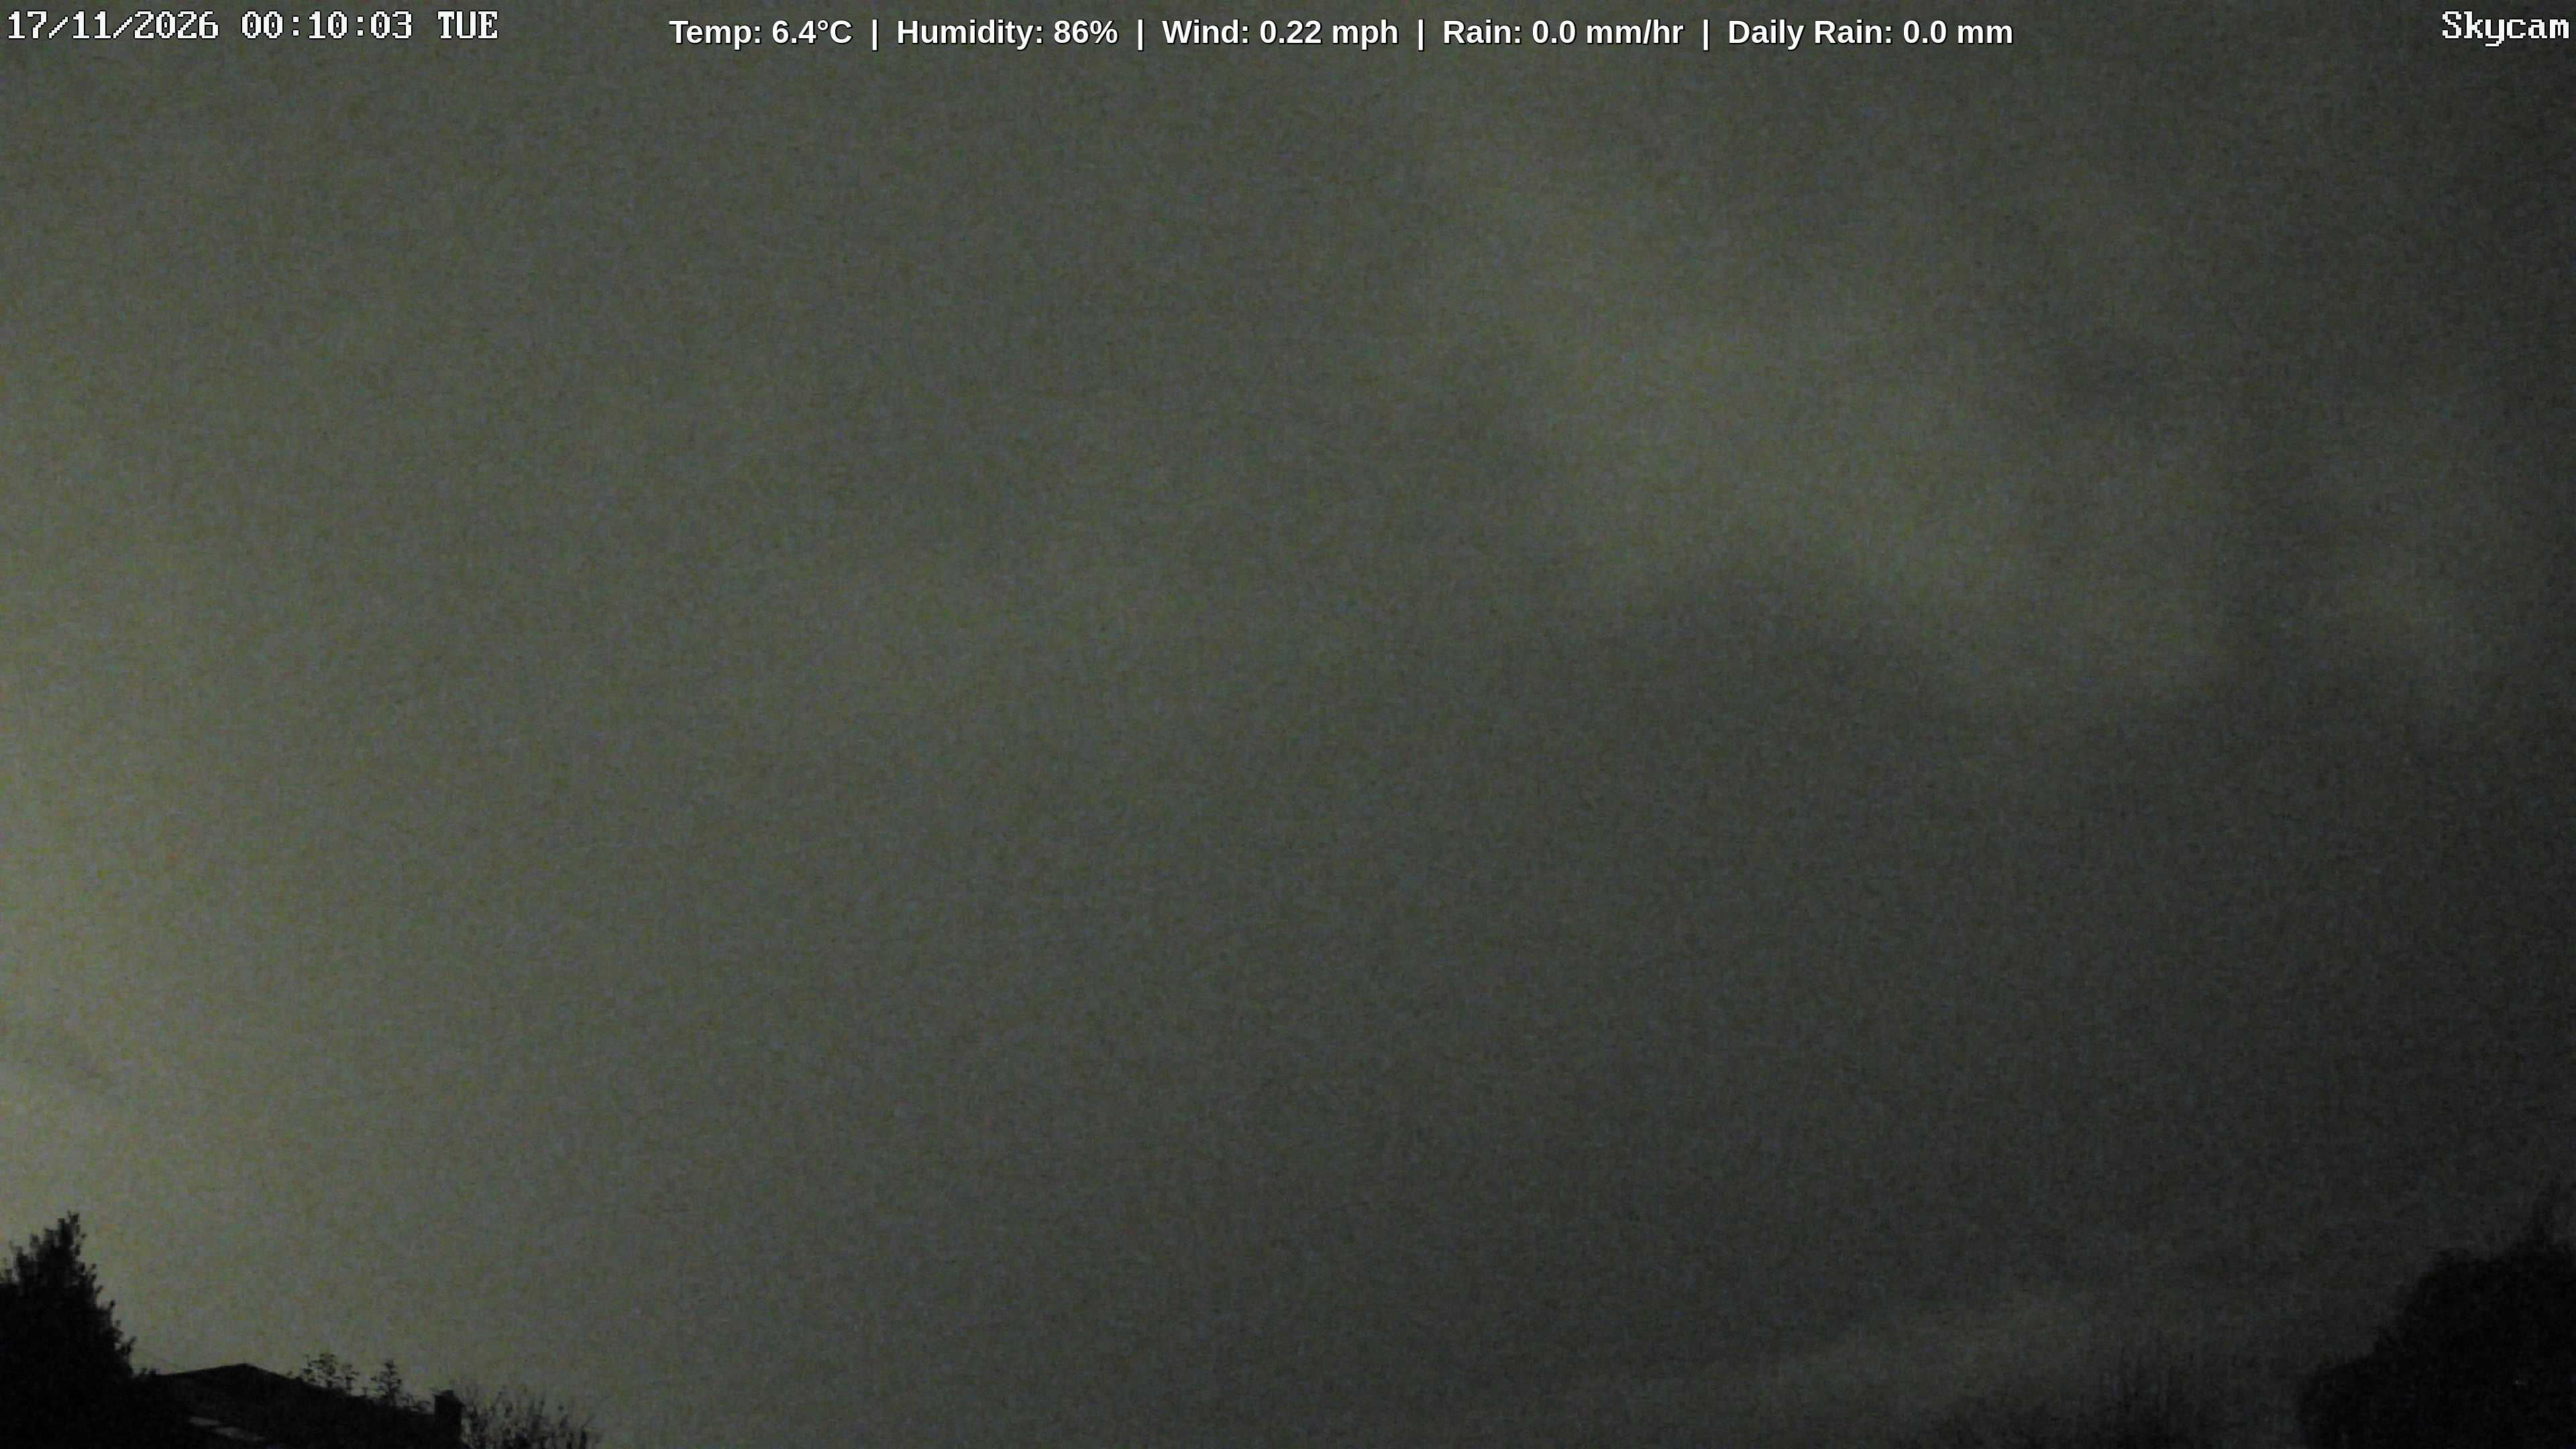 17/11/2026 00:10:03 TUE
Temp: 6.4°C | Humidity: 86% | Wind: 0.22 mph | Rain: 0.0 mm/hr | Daily Rain: 0.0 mm
Skycam